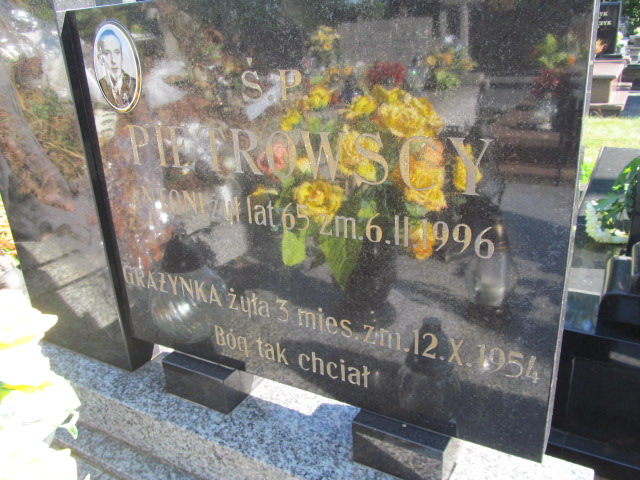 Ś P
PIETROWSCY
ANTONI żył lat 65 zm. 6.II.1996
GRAŻYNKA żyła 3 mies. zm. 12.X.1954
Bóg tak chciał